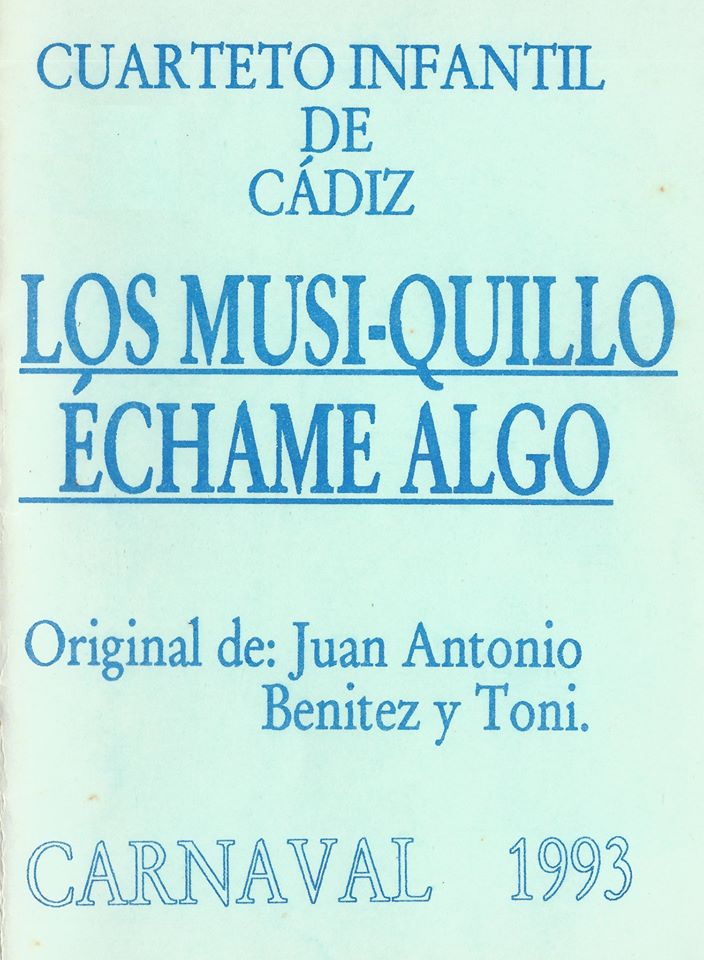 CUARTETO INFANTIL
DE
CÁDIZ
LOS MUSI-QUILLO
ÉCHAME ALGO
Original de: Juan Antonio
Benitez y Toni.
CARNAVAL 1993